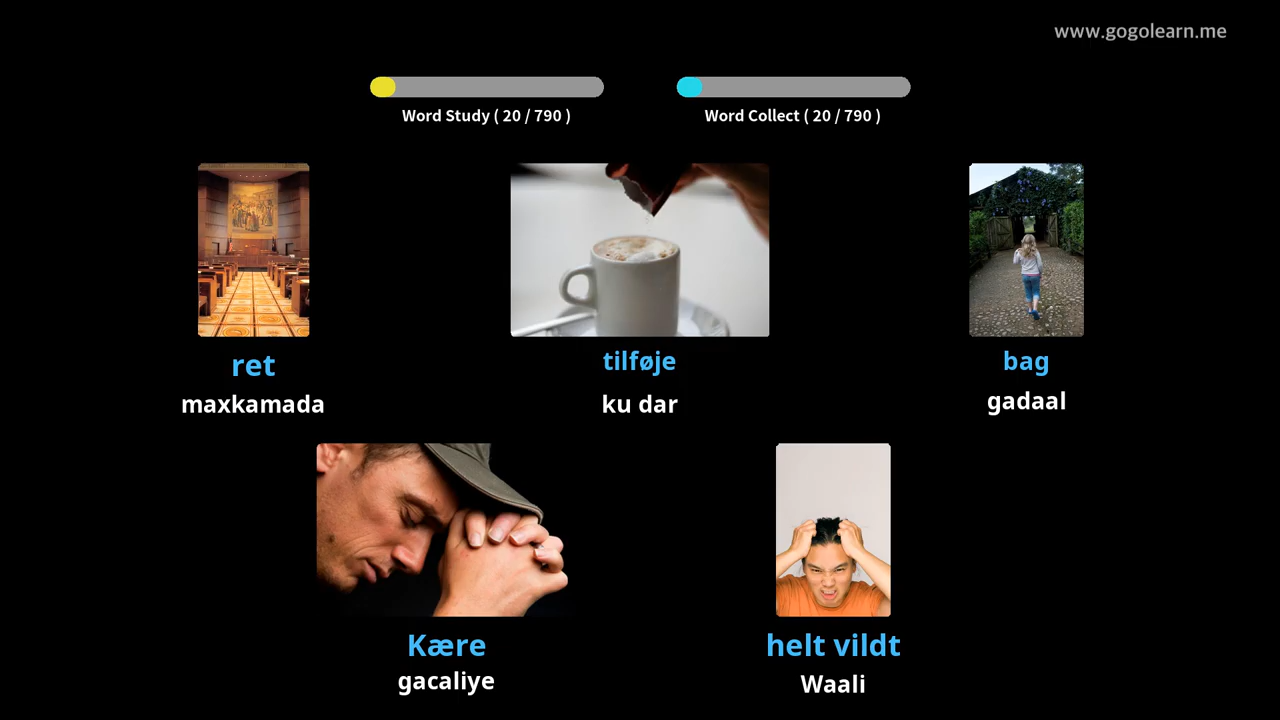 www.gogolearn.me
Word Study ( 20 / 790 )
Word Collect ( 20 / 790 )
ret
maxkamada
tilføje
ku dar
bag
gadaal
Kære
gacaliye
helt vildt
Waali